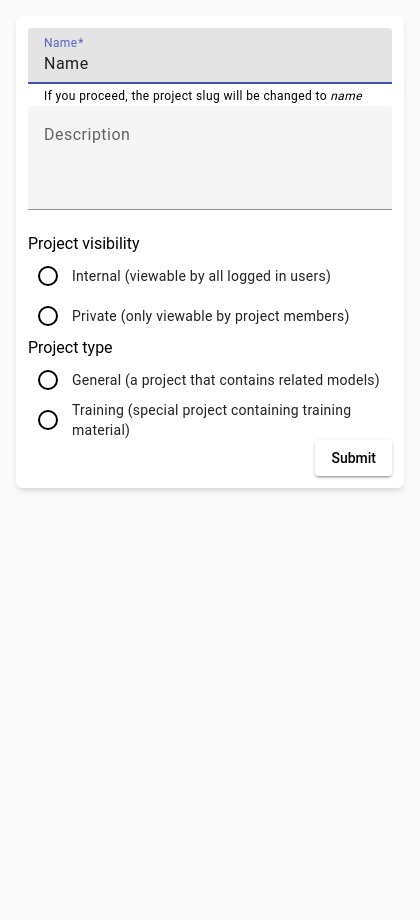 Name*
Name
If you proceed, the project slug will be changed to name
Description
Project visibility
Internal (viewable by all logged in users)
Private (only viewable by project members)
Project type
General (a project that contains related models)
Training (special project containing training
material)
Submit